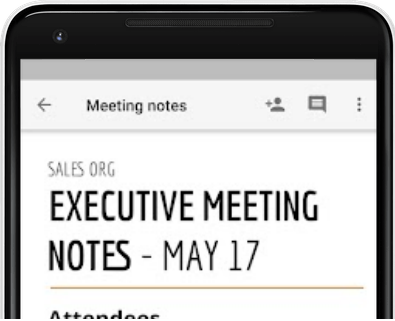 Meeting notes
SALES ORG
EXECUTIVE MEETING
NOTES - MAY 17
Attendees